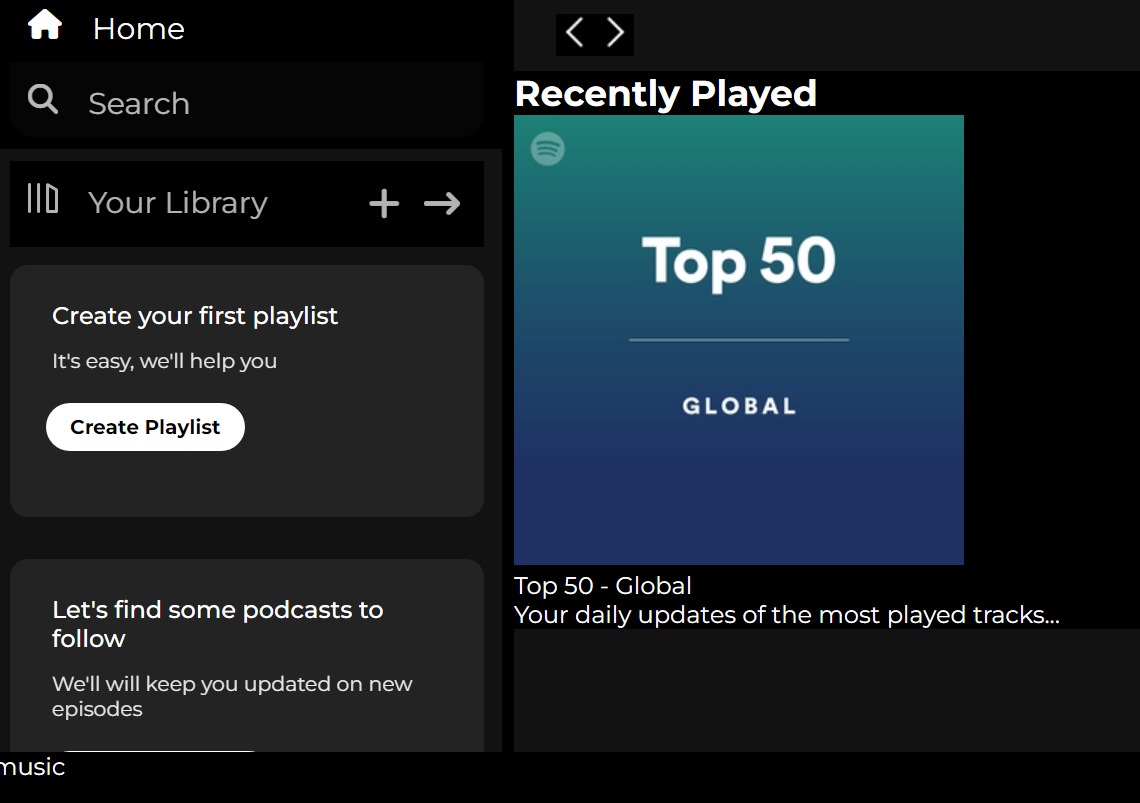 Home
Search
Your Library
Create your first playlist
It's easy, we'll help you
Create Playlist
Let's find some podcasts to
follow
We'll will keep you updated on new
episodes
Recently Played
Top 50
GLOBAL
Top 50 - Global
Your daily updates of the most played tracks...
music